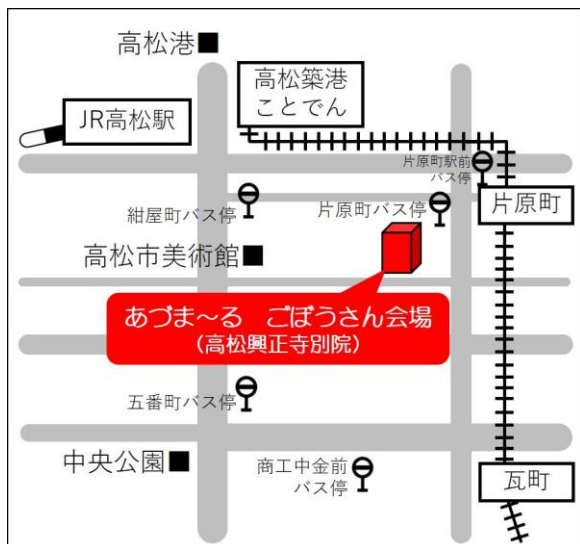 高松港■
高松築港
ことでん
JR高松駅
片原町駅前
バス停
紺屋町バス停
片原町バス停
片原町
高松市美術館■
あづま～る　ごぼうさん会場
(高松興正寺別院)
五番町バス停
中央公園■
商工中金前
バス停
瓦町